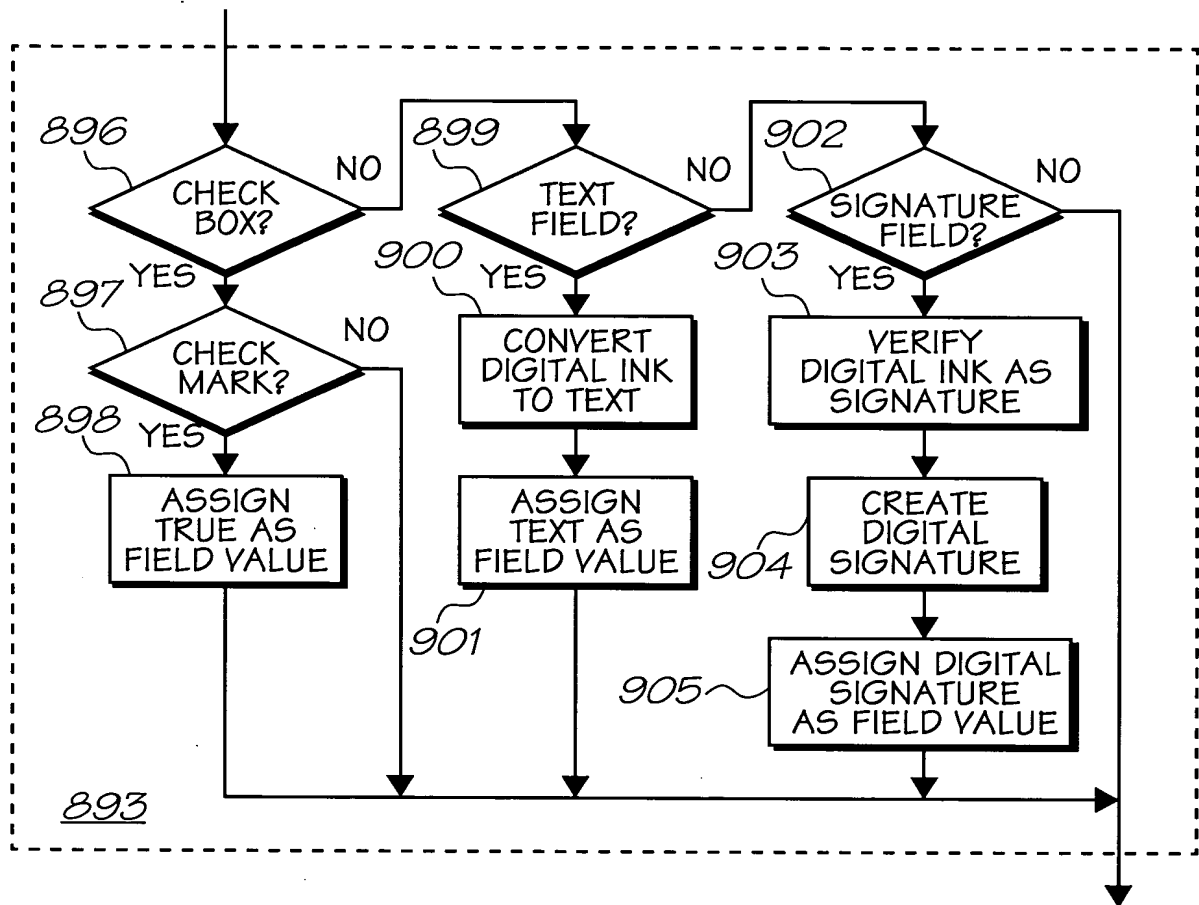 896
CHECK
BOX?
NO
YES
897
CHECK
MARK?
NO
YES
898
ASSIGN
TRUE AS
FIELD VALUE
899
TEXT
FIELD?
NO
YES
900
CONVERT
DIGITAL INK
TO TEXT
ASSIGN
TEXT AS
FIELD VALUE
901
902
SIGNATURE
FIELD?
NO
YES
903
VERIFY
DIGITAL INK AS
SIGNATURE
CREATE
DIGITAL
SIGNATURE
904
ASSIGN DIGITAL
SIGNATURE
AS FIELD VALUE
905
893